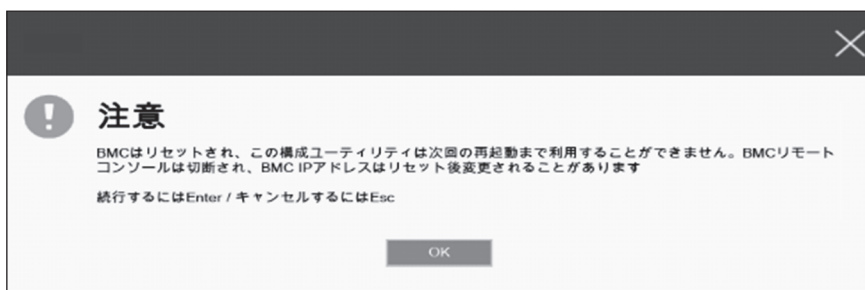 注意
BMCはリセットされ、この構成ユーティリティは次回の再起動まで利用することができません。BMCリモート
コンソールは切断され、BMC IPアドレスはリセット後変更されることがあります
続行するにはEnter / キャンセルするにはEsc
OK